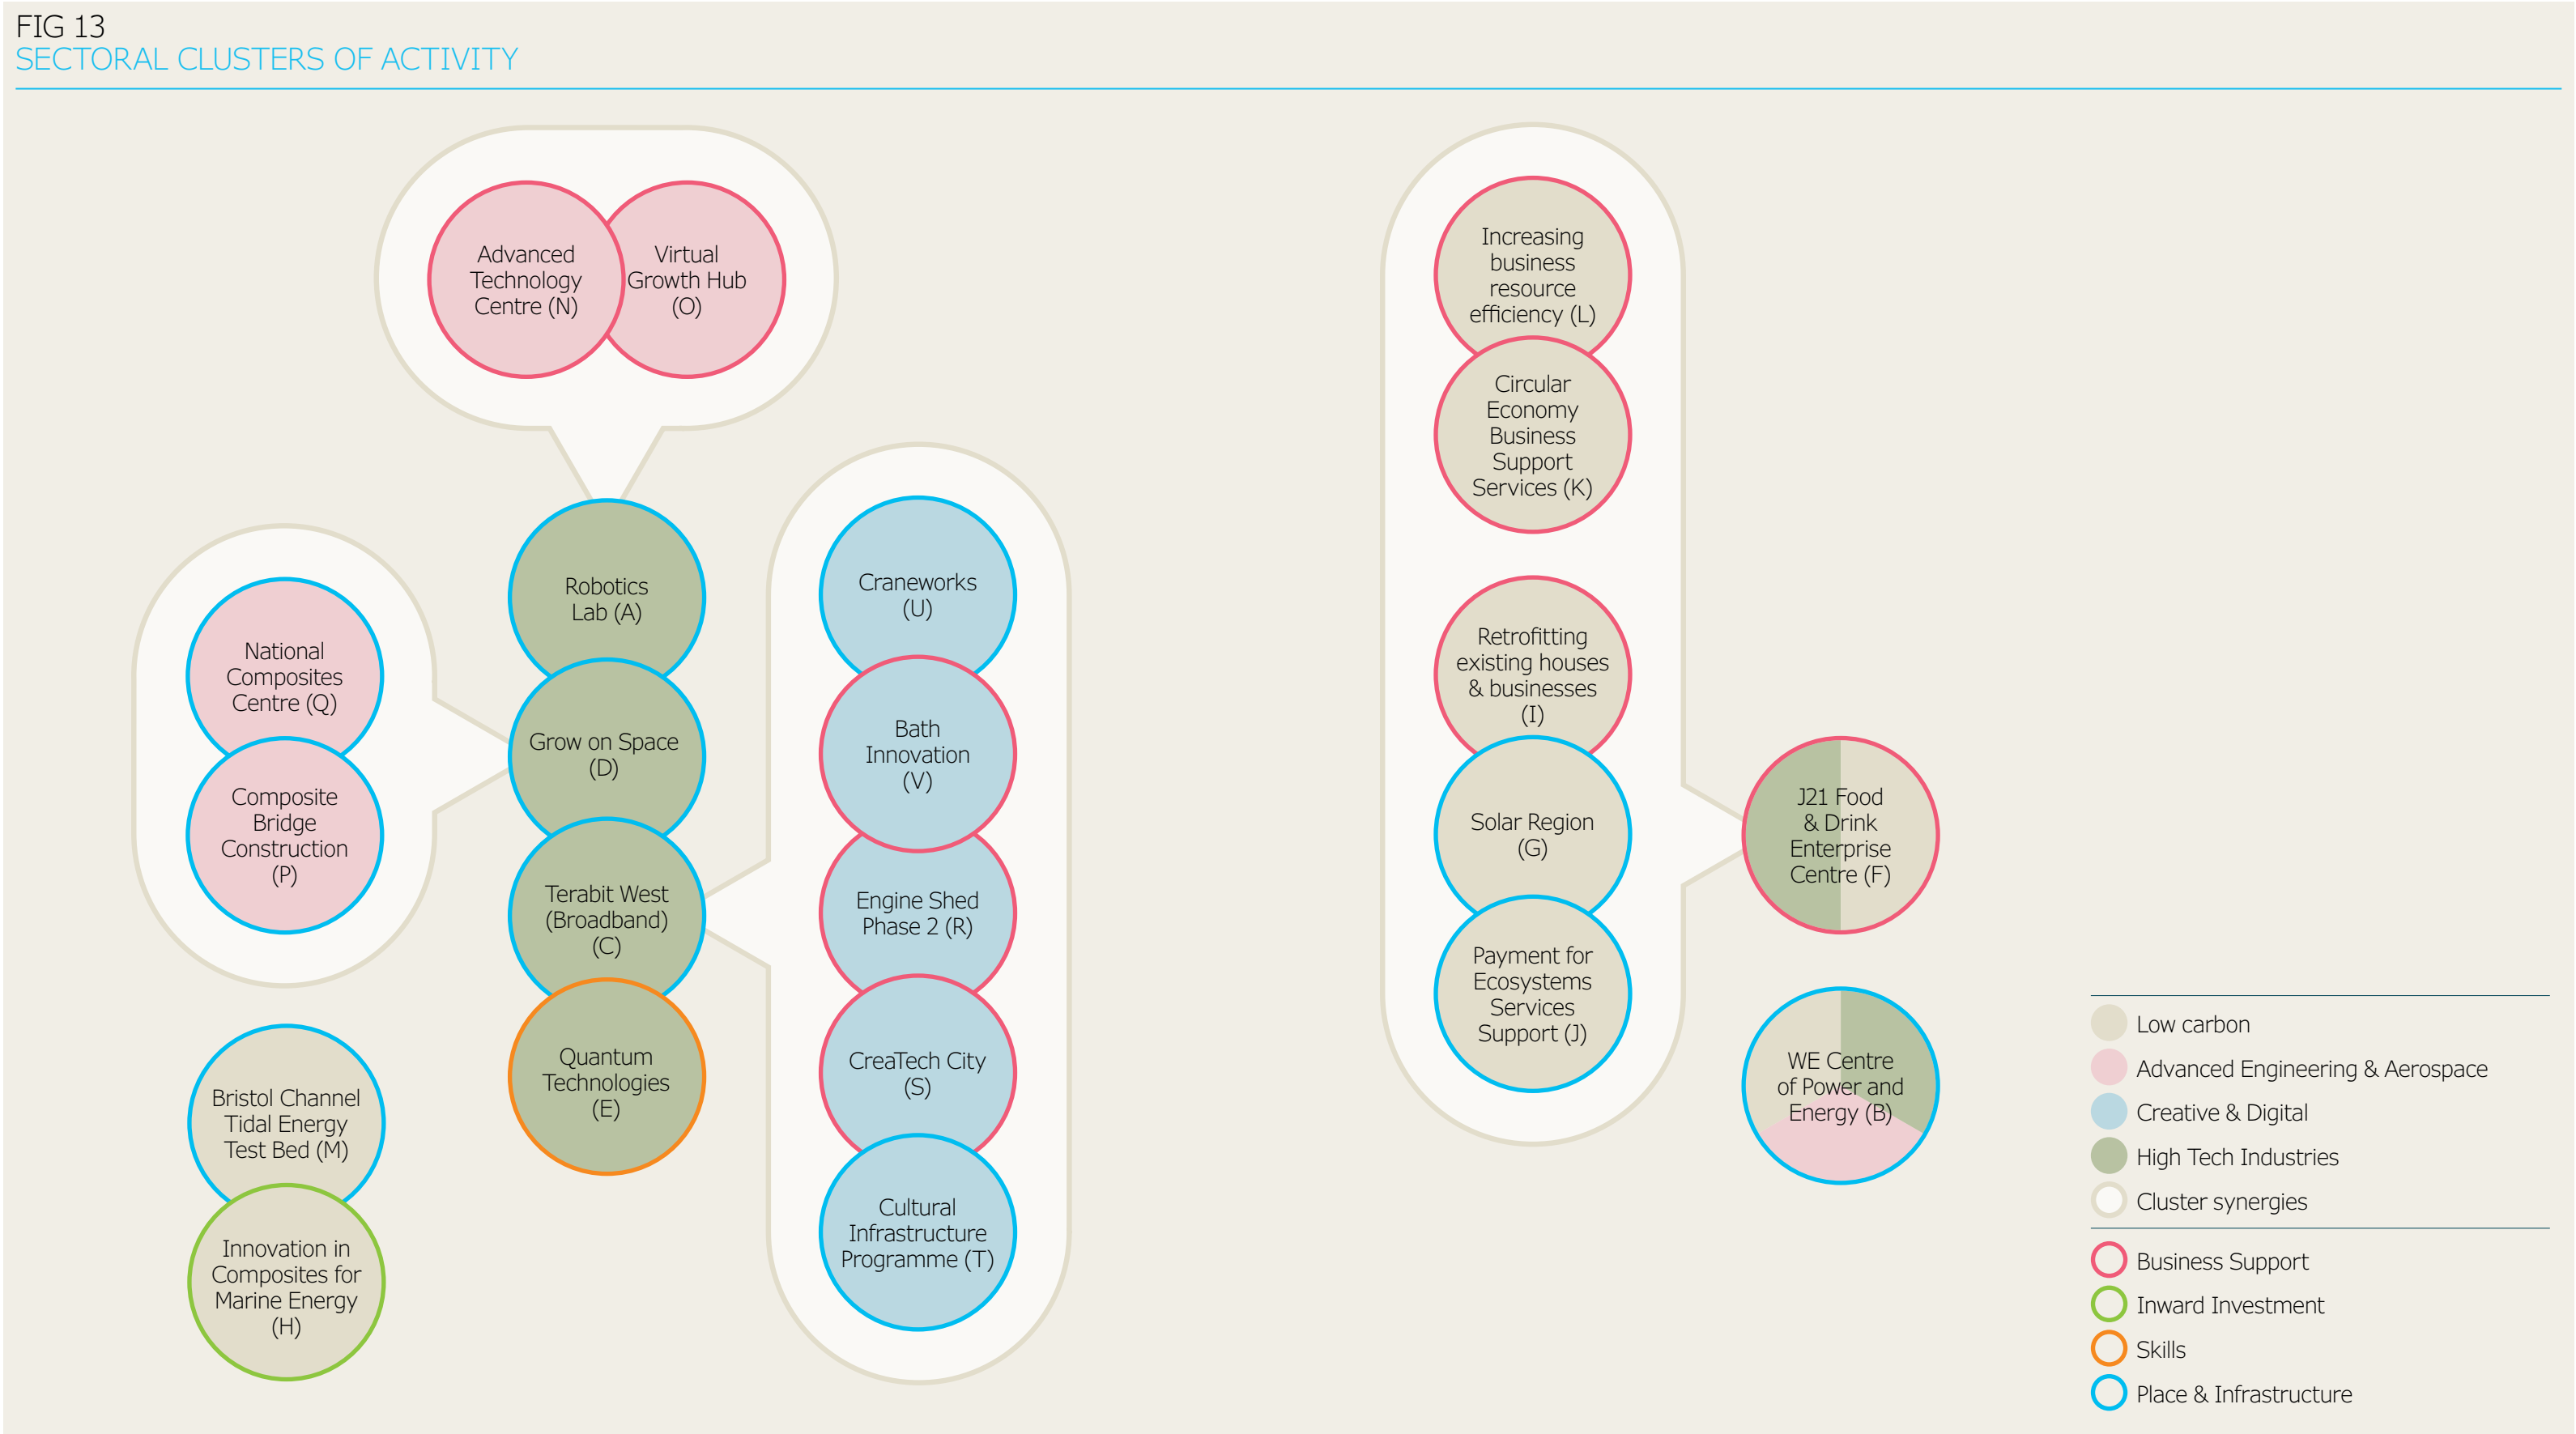 FIG 13
SECTORAL CLUSTERS OF ACTIVITY
Advanced
Technology
Centre (N)
Virtual
Growth Hub
(O)
Robotics
Lab (A)
Grow on Space
(D)
Terabit West
(Broadband)
(C)
Quantum
Technologies
(E)
National
Composites
Centre (Q)
Composite
Bridge
Construction
(P)
Bristol Channel
Tidal Energy
Test Bed (M)
Innovation in
Composites for
Marine Energy
(H)
Craneworks
(U)
Bath
Innovation
(V)
Engine Shed
Phase 2 (R)
CreaTech City
(S)
Cultural
Infrastructure
Programme (T)
Increasing
business
resource
efficiency (L)
Circular
Economy
Business
Support
Services (K)
Retrofitting
existing houses
& businesses
(I)
Solar Region
(G)
Payment for
Ecosystems
Services
Support (J)
J21 Food
& Drink
Enterprise
Centre (F)
WE Centre
of Power and
Energy (B)
Low carbon
Advanced Engineering & Aerospace
Creative & Digital
High Tech Industries
Cluster synergies
Business Support
Inward Investment
Skills
Place & Infrastructure